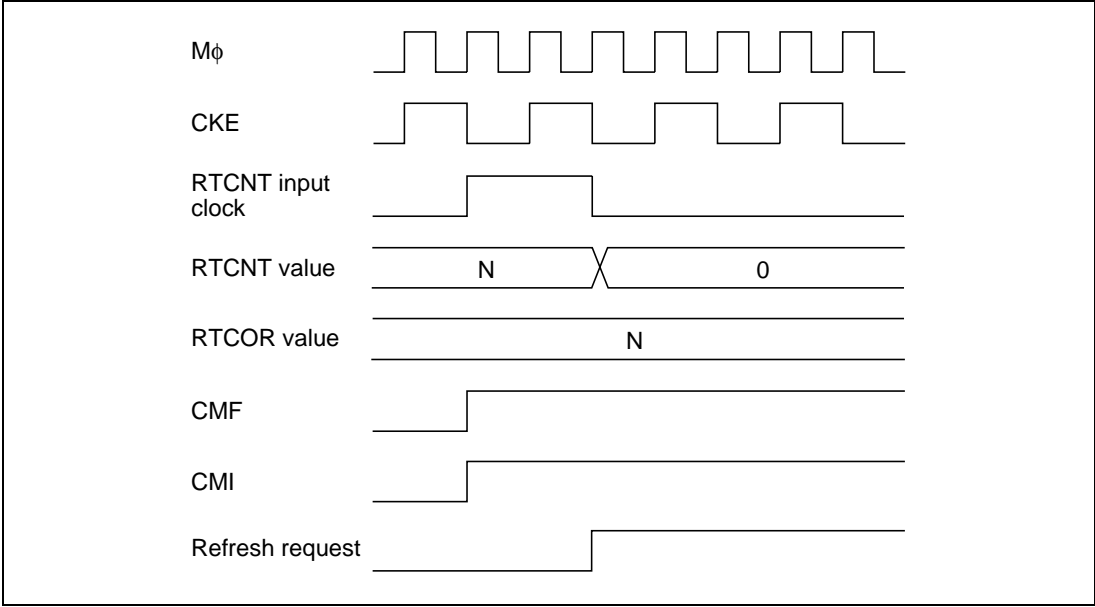 Mϕ
CKE
RTCNT input
clock
RTCNT value
N
0
RTCOR value
N
CMF
CMI
Refresh request